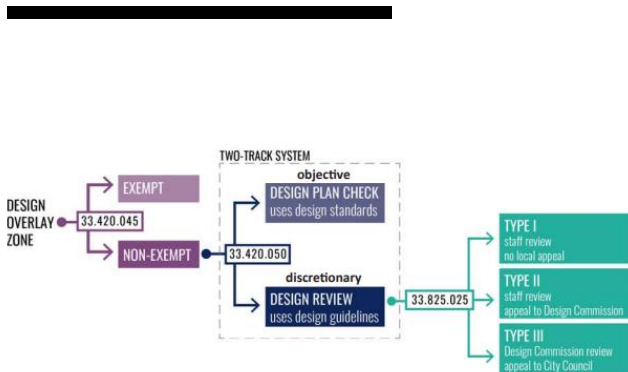 TWO-TRACK SYSTEM
DESIGN
OVERLAY
ZONE
33.420.045
EXEMPT
NON-EXEMPT
33.420.050
objective
DESIGN PLAN CHECK
uses design standards
discretionary
DESIGN REVIEW
uses design guidelines
33.825.025
TYPE I
staff review
no local appeal
TYPE II
staff review
appeal to Design Commission
TYPE III
Design Commission review
appeal to City Council